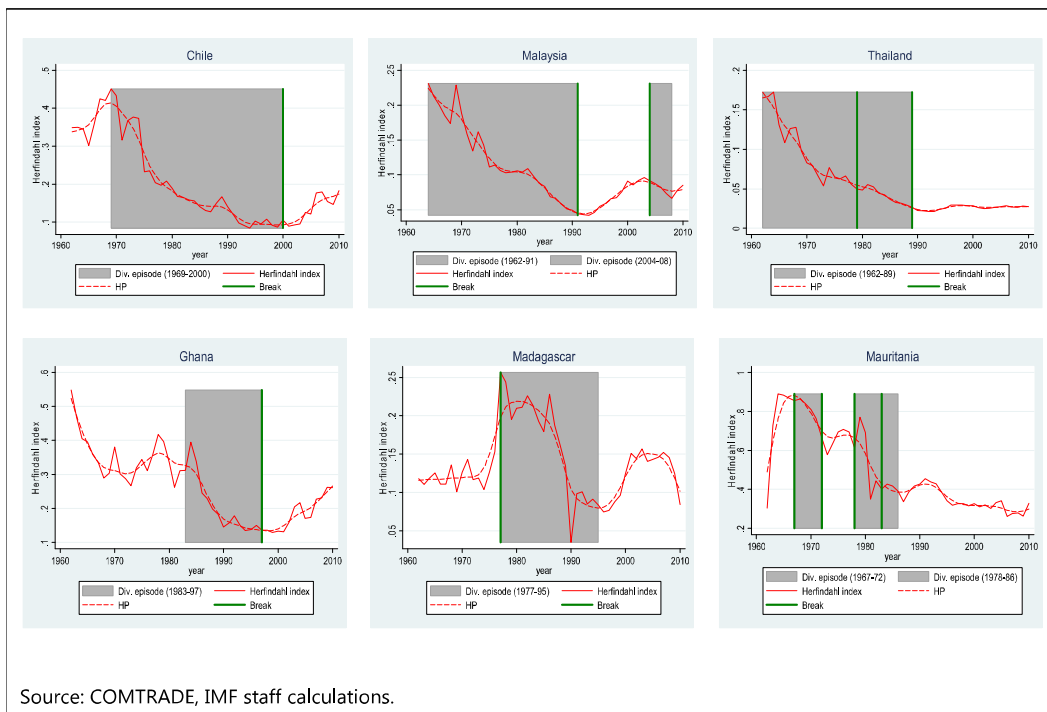 Chile
Herfindahl index
.1 .2 .3 .4 .5
1960 1970 1980 1990 2000 2010
year
Div. episode (1969-2000) Herfindahl index
HP Break
Malaysia
Herfindahl index
.05 .1 .15 .2 .25
1960 1970 1980 1990 2000 2010
year
Div. episode (1962-91) Div. episode (2004-08)
Herfindahl index HP
Break
Thailand
Herfindahl index
0 .05 .1 .15 .2
1960 1970 1980 1990 2000 2010
year
Div. episode (1962-89) Herfindahl index
HP Break
Ghana
Herfindahl index
.1 .2 .3 .4 .5 .6
1960 1970 1980 1990 2000 2010
year
Div. episode (1983-97) Herfindahl index
HP Break
Madagascar
Herfindahl index
.05 .1 .15 .2 .25
1960 1970 1980 1990 2000 2010
year
Div. episode (1977-95) Herfindahl index
HP Break
Mauritania
Herfindahl index
.2 .4 .6 .8 1
1960 1970 1980 1990 2000 2010
year
Div. episode (1967-72) Div. episode (1978-86)
Herfindahl index HP
Break
Source: COMTRADE, IMF staff calculations.